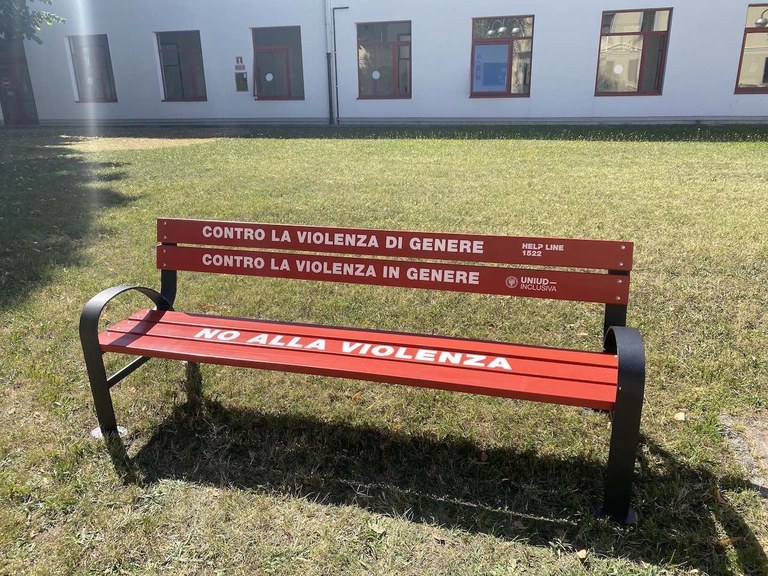 CONTRO LA VIOLENZA DI GENERE
HELP LINE
1522
CONTRO LA VIOLENZA IN GENERE
UNIUD—
INCLUSIVA
NO ALLA VIOLENZA